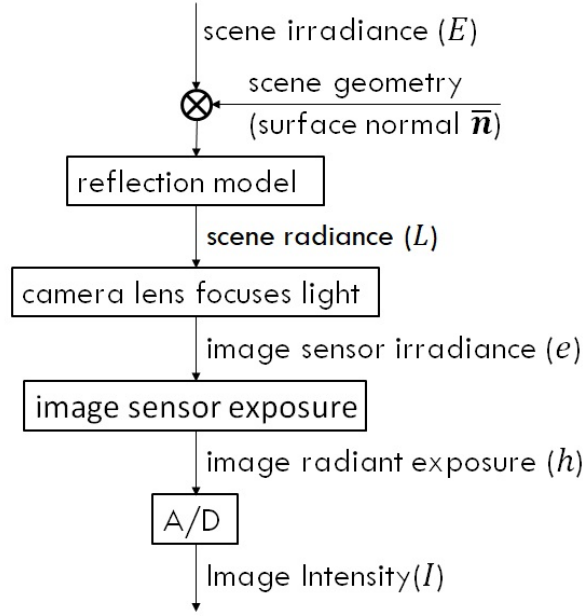 scene irradiance (E)
scene geometry
(surface normal n̅)
reflection model
scene radiance (L)
camera lens focuses light
image sensor irradiance (e)
image sensor exposure
image radiant exposure (h)
A/D
Image Intensity(I)